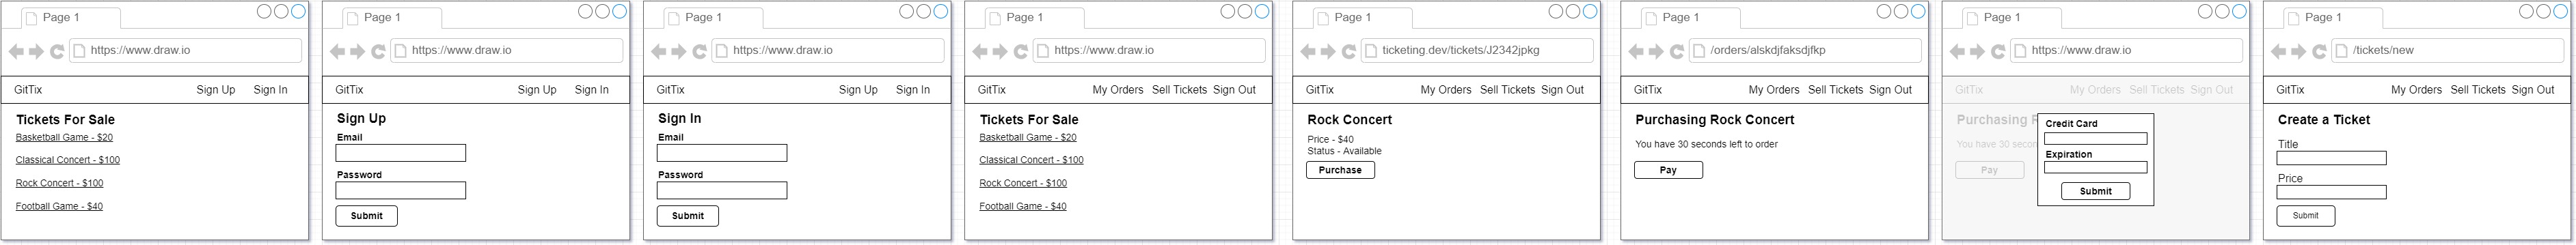 Page 1
https://www.draw.io
GitTix Sign Up Sign In
Tickets For Sale
Basketball Game - $20
Classical Concert - $100
Rock Concert - $100
Football Game - $40
Page 1
https://www.draw.io
GitTix Sign Up Sign In
Sign Up
Email
Password
Submit
Page 1
https://www.draw.io
GitTix Sign Up Sign In
Sign In
Email
Password
Submit
Page 1
https://www.draw.io
GitTix My Orders Sell Tickets Sign Out
Tickets For Sale
Basketball Game - $20
Classical Concert - $100
Rock Concert - $100
Football Game - $40
Page 1
ticketing.dev/tickets/J2342jpkg
GitTix My Orders Sell Tickets Sign Out
Rock Concert
Price - $40
Status - Available
Purchase
Page 1
/orders/alskdjfaksdjfkp
GitTix My Orders Sell Tickets Sign Out
Purchasing Rock Concert
You have 30 seconds left to order
Pay
Page 1
https://www.draw.io
GitTix My Orders Sell Tickets Sign Out
Purchasing R
You have 30 secon
Pay
Credit Card
Expiration
Submit
Page 1
/tickets/new
GitTix My Orders Sell Tickets Sign Out
Create a Ticket
Title
Price
Submit